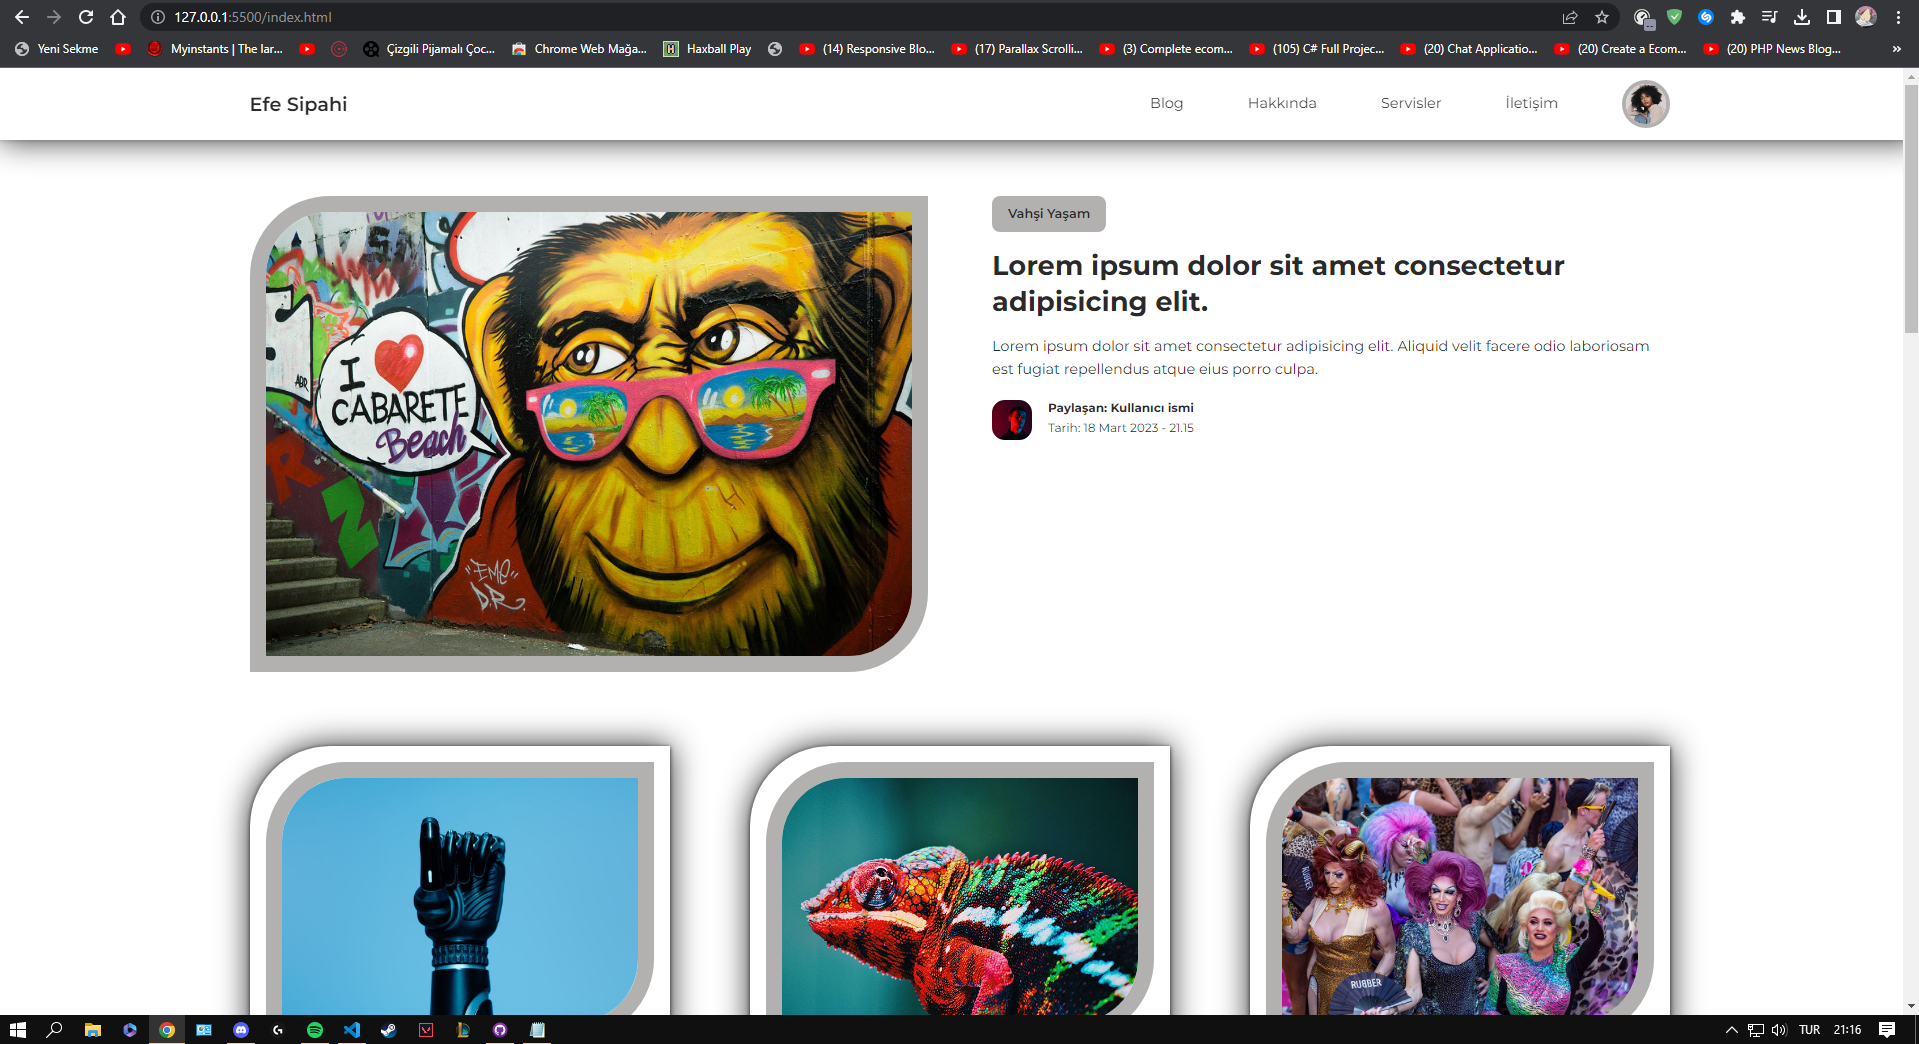 127.0.0.1:5500/index.html
Yeni Sekme
Myinstants | The lar...
Çizgili Pijamalı Çoc...
Chrome Web Mağa...
Haxball Play
(14) Responsive Blo...
(17) Parallax Scrolli...
(3) Complete ecom...
(105) C# Full Projec...
(20) Chat Applicatio...
(20) Create a Ecom...
(20) PHP News Blog...
»
Efe Sipahi
Blog
Hakkında
Servisler
İletişim
I
CABARETE
Beach
"EME"
D.R.
Vahşi Yaşam
Lorem ipsum dolor sit amet consectetur
adipisicing elit.
Lorem ipsum dolor sit amet consectetur adipisicing elit. Aliquid velit facere odio laboriosam
est fugiat repellendus atque eius porro culpa.
Paylaşan: Kullanıcı ismi
Tarih: 18 Mart 2023 - 21.15
RUBBER
RUBBER
TUR
21:16